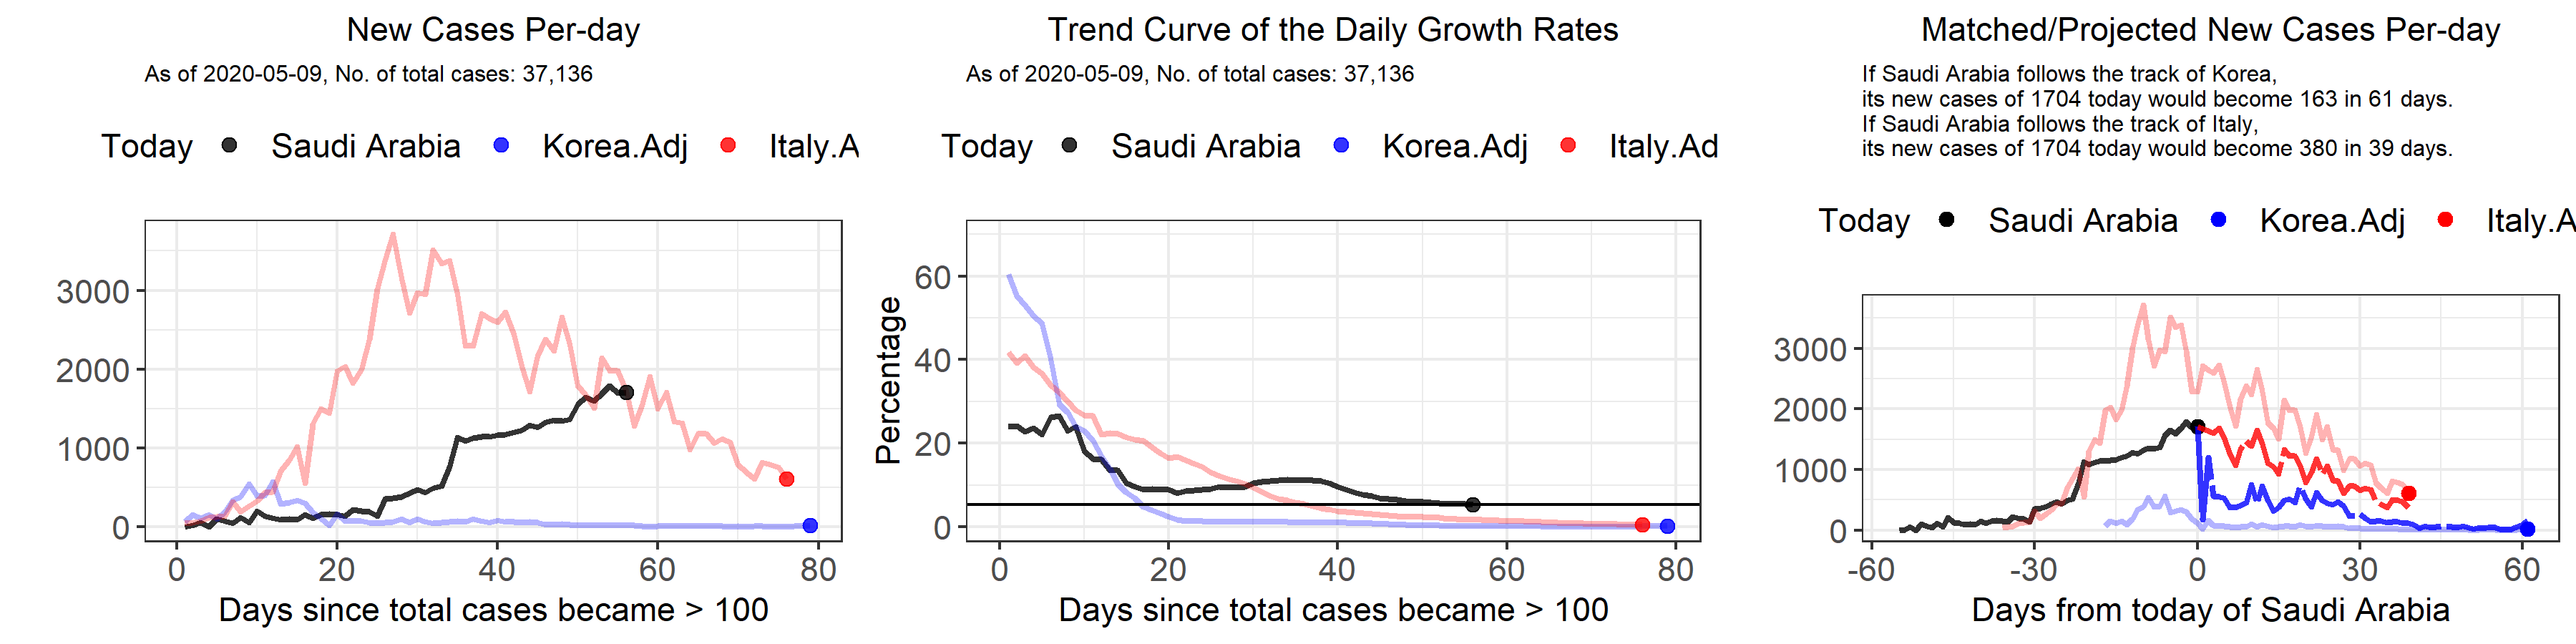 New Cases Per-day
As of 2020-05-09, No. of total cases: 37,136
Today Saudi Arabia Korea.Adj Italy.A
3000
2000
1000
0
0 20 40 60 80
Days since total cases became > 100
Trend Curve of the Daily Growth Rates
As of 2020-05-09, No. of total cases: 37,136
Today Saudi Arabia Korea.Adj Italy.Ad
Percentage
60
40
20
0
0 20 40 60 80
Days since total cases became > 100
Matched/Projected New Cases Per-day
If Saudi Arabia follows the track of Korea,
its new cases of 1704 today would become 163 in 61 days.
If Saudi Arabia follows the track of Italy,
its new cases of 1704 today would become 380 in 39 days.
Today Saudi Arabia Korea.Adj Italy.A
3000
2000
1000
0
-60 -30 0 30 60
Days from today of Saudi Arabia